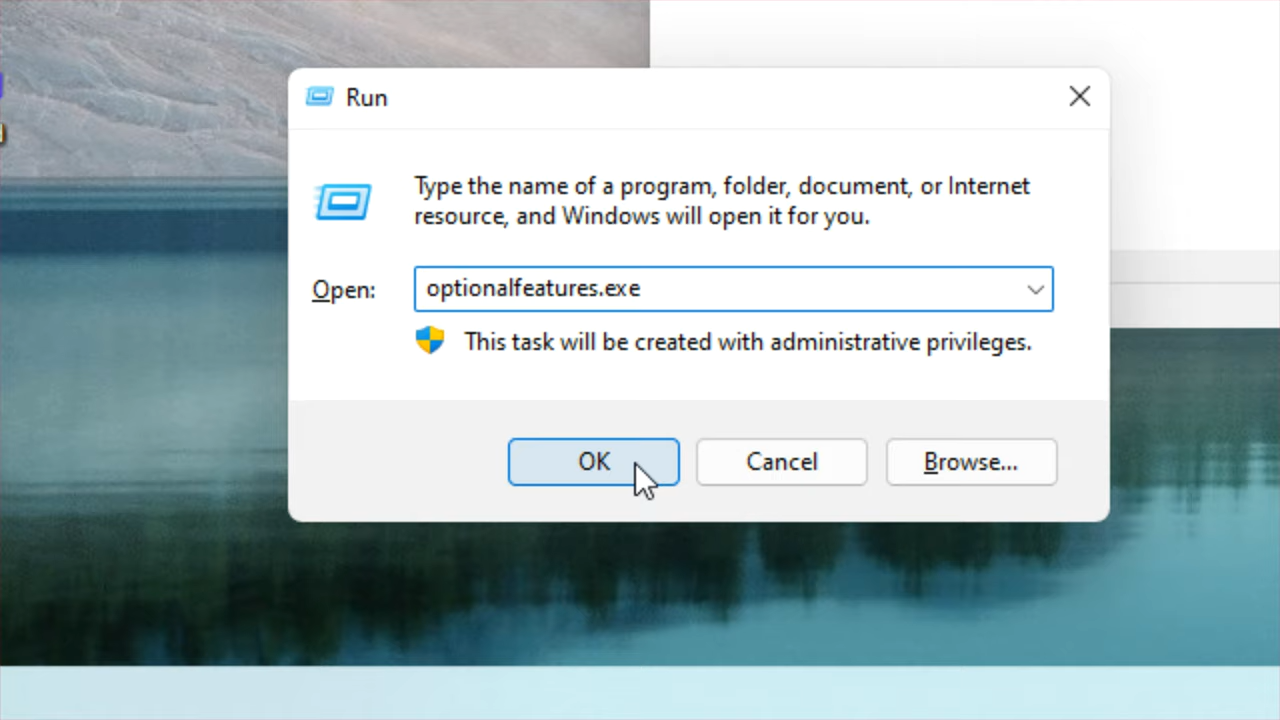 Run
Type the name of a program, folder, document, or Internet
resource, and Windows will open it for you.
Open: optionalfeatures.exe
This task will be created with administrative privileges.
OK Cancel Browse...